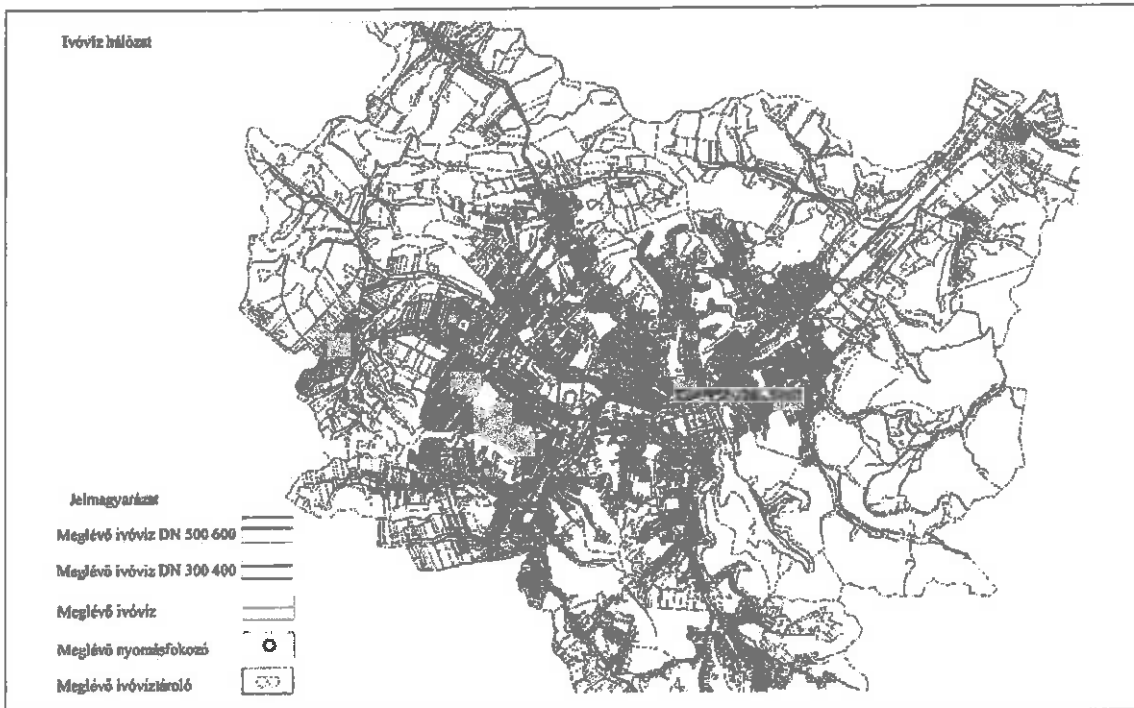 Ivóvíz hálózat
Jelmagyarázat
Meglévő ivóvíz DN 500 600
Meglévő ivóvíz DN 300 400
Meglévő ivóvíz
Meglévő nyomásfokozó
Meglévő ivóvíztároló